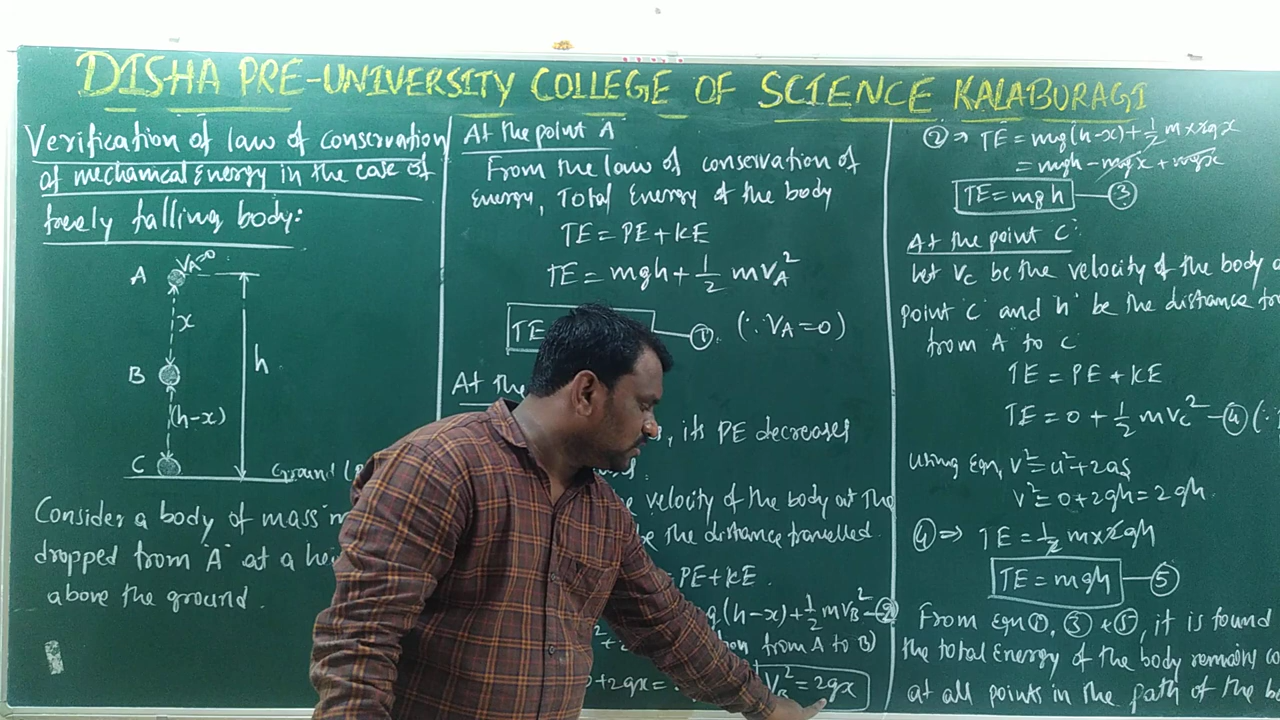 DISHA PRE-UNIVERSITY COLLEGE OF SCIENCE KALABURAGI
Verification of law of conservation
of mechanical Energy in the case of
freely falling body:
A
VA=0
x
B
h
(h-x)
C
Ground
Consider a body of mass
dropped from 'A' at a
above the ground.
At the point A
From the law of conservation of
Energy, Total Energy of the body
TE = PE + KE
TE = mgh + 1/2 mVA²
TE
① (∵ VA=0)
At the
, its PE decreases
velocity of the body at the
the distance travelled.
PE+KE.
(h-x)+1/2 mVB² - ②
from A to B)
+2gx=
VB² = 2gx
② ⇒ TE = mg(h-x)+1/2 m x 2gx
= mgh - mgx + mgx
TE = mgh - ③
At the point 'C':
Let Vc be the velocity of the body
point 'C' and 'h' be the distance
from A to C
TE = PE + KE
TE = 0 + 1/2 mVc² - ④ (∵
Using Eqn, V² = u² + 2as
V² = 0+2gh = 2gh.
④ ⇒ TE = 1/2 m x 2gh
TE = mgh - ⑤
From Eqn ①, ③ & ⑤, it is found
the total Energy of the body remains
at all points in the path of the